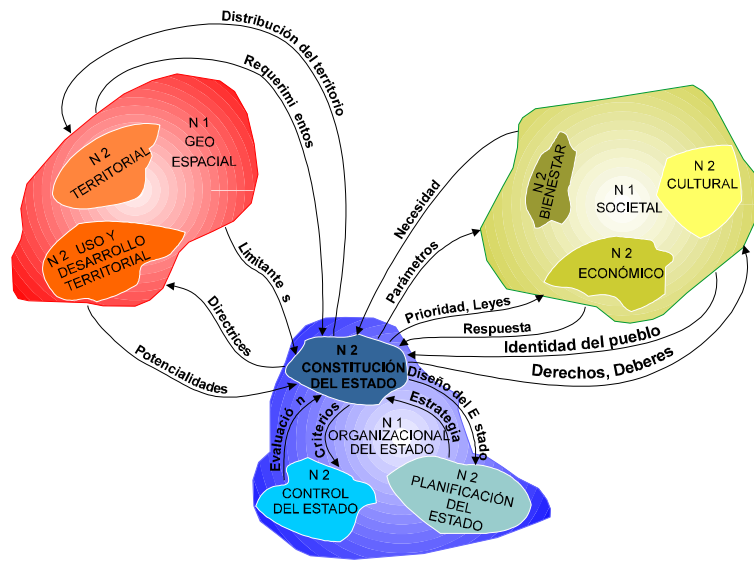 Distribución del territorio
Requerimi entos
N 1
GEO
ESPACIAL
N 2
TERRITORIAL
N 2 USO Y
DESARROLLO
TERRITORIAL
Limitante s
Directrices
Potencialidades
Necesidad
Parámetros
N 2
BIENESTAR
N 1
SOCIETAL
N 2
CULTURAL
N 2
ECONÓMICO
Prioridad, Leyes
Respuesta
Identidad del pueblo
Derechos, Deberes
N 2
CONSTITUCIÓN
DEL ESTADO
Diseño del E stado
Estrategia
Evaluació n
Criterios
N 1
ORGANIZACIONAL
DEL ESTADO
N 2
CONTROL
DEL ESTADO
N 2
PLANIFICACIÓN
DEL
ESTADO